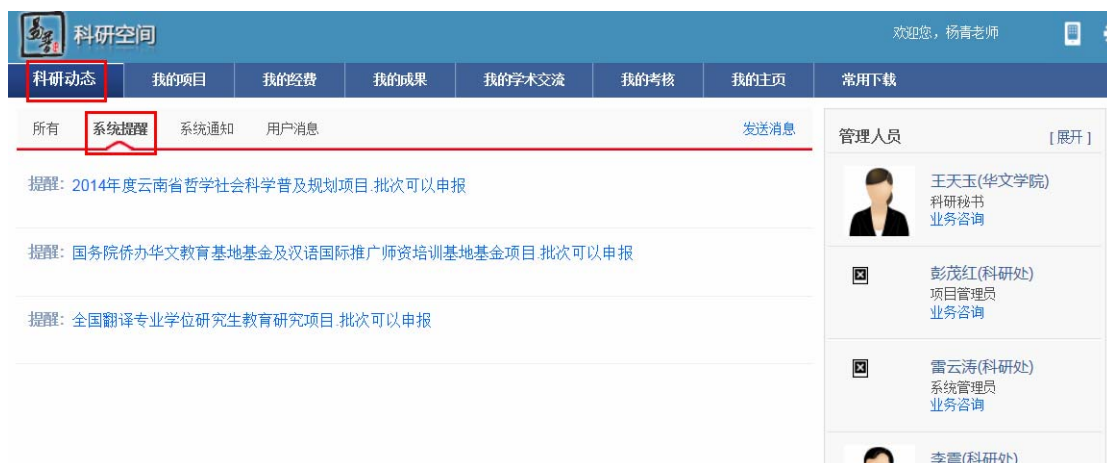 易普 科研空间
欢迎您，杨青老师
科研动态 我的项目 我的经费 我的成果 我的学术交流 我的考核 我的主页 常用下载
所有 系统提醒 系统通知 用户消息 发送消息
提醒: 2014年度云南省哲学社会科学普及规划项目.批次可以申报
提醒: 国务院侨办华文教育基地基金及汉语国际推广师资培训基地基金项目.批次可以申报
提醒: 全国翻译专业学位研究生教育研究项目.批次可以申报
管理人员 [展开]
王天玉(华文学院)
科研秘书
业务咨询
彭茂红(科研处)
项目管理员
业务咨询
雷云涛(科研处)
系统管理员
业务咨询
李震(科研处)